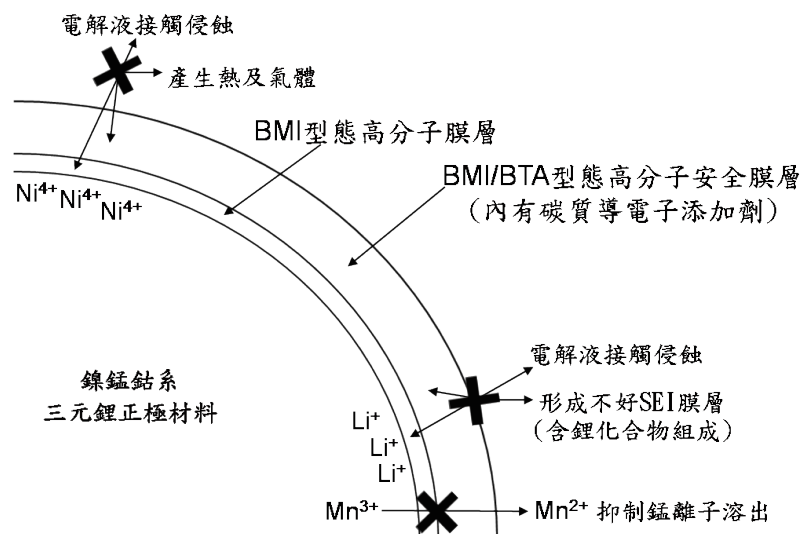 電解液接觸侵蝕
產生熱及氣體
BMI型態高分子膜層
BMI/BTA型態高分子安全膜層
(內有碳質導電子添加劑)
Ni⁴⁺Ni⁴⁺Ni⁴⁺
電解液接觸侵蝕
鎳錳鈷系
三元鋰正極材料
形成不好SEI膜層
(含鋰化合物組成)
Li⁺
Li⁺
Li⁺
Mn³⁺
Mn²⁺ 抑制錳離子溶出